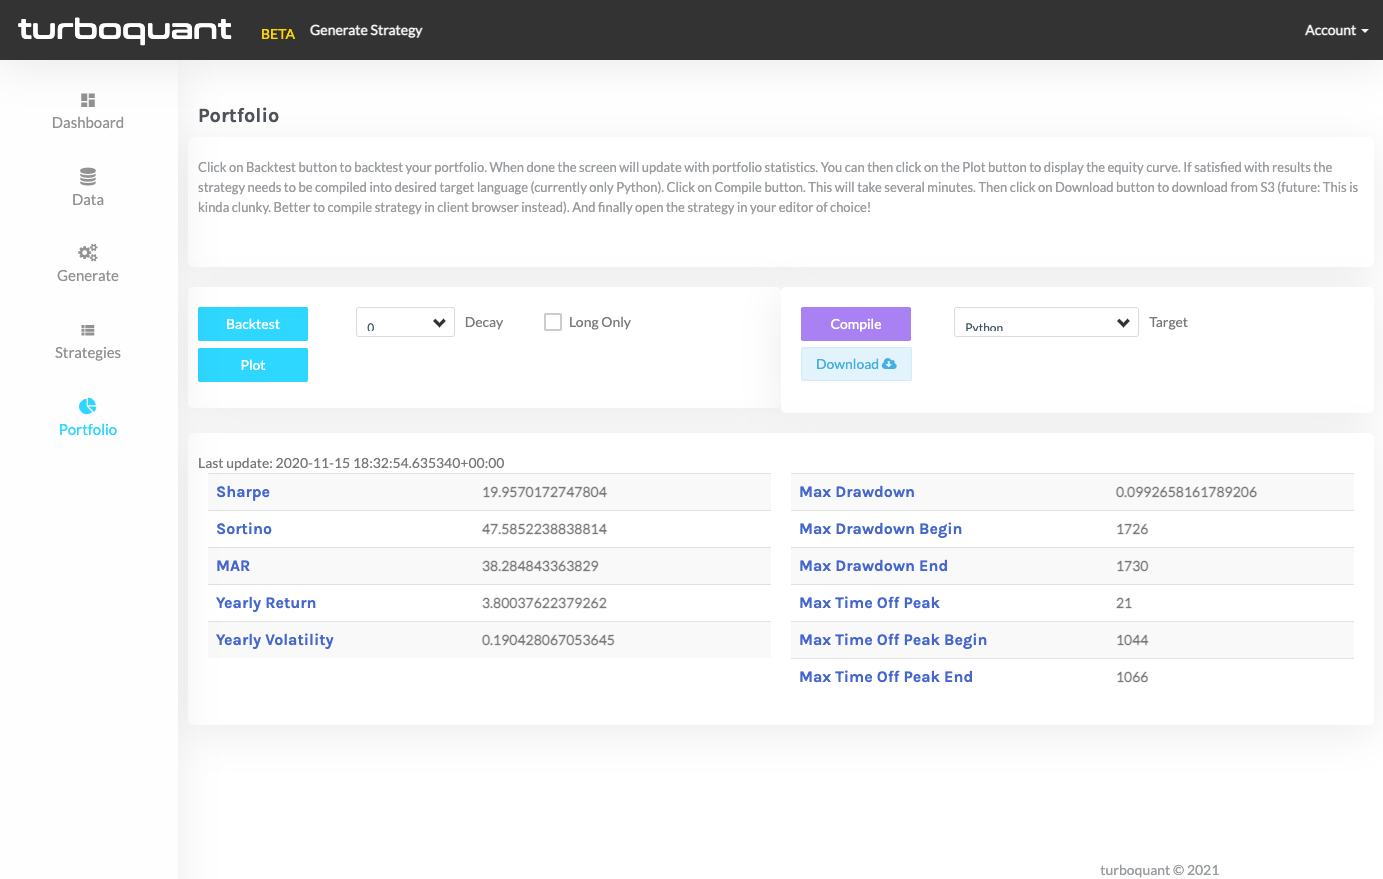 turboquant BETA Generate Strategy Account
Dashboard
Data
Generate
Strategies
Portfolio
Portfolio
Click on Backtest button to backtest your portfolio. When done the screen will update with portfolio statistics. You can then click on the Plot button to display the equity curve. If satisfied with results the
strategy needs to be compiled into desired target language (currently only Python). Click on Compile button. This will take several minutes. Then click on Download button to download from S3 (future: This is
kinda clunky. Better to compile strategy in client browser instead). And finally open the strategy in your editor of choice!
Backtest 0 Decay Long Only
Plot
Compile Python Target
Download
Last update: 2020-11-15 18:32:54.635340+00:00
Sharpe 19.9570172747804
Sortino 47.5852238838814
MAR 38.284843363829
Yearly Return 3.80037622379262
Yearly Volatility 0.190428067053645
Max Drawdown 0.0992658161789206
Max Drawdown Begin 1726
Max Drawdown End 1730
Max Time Off Peak 21
Max Time Off Peak Begin 1044
Max Time Off Peak End 1066
turboquant © 2021